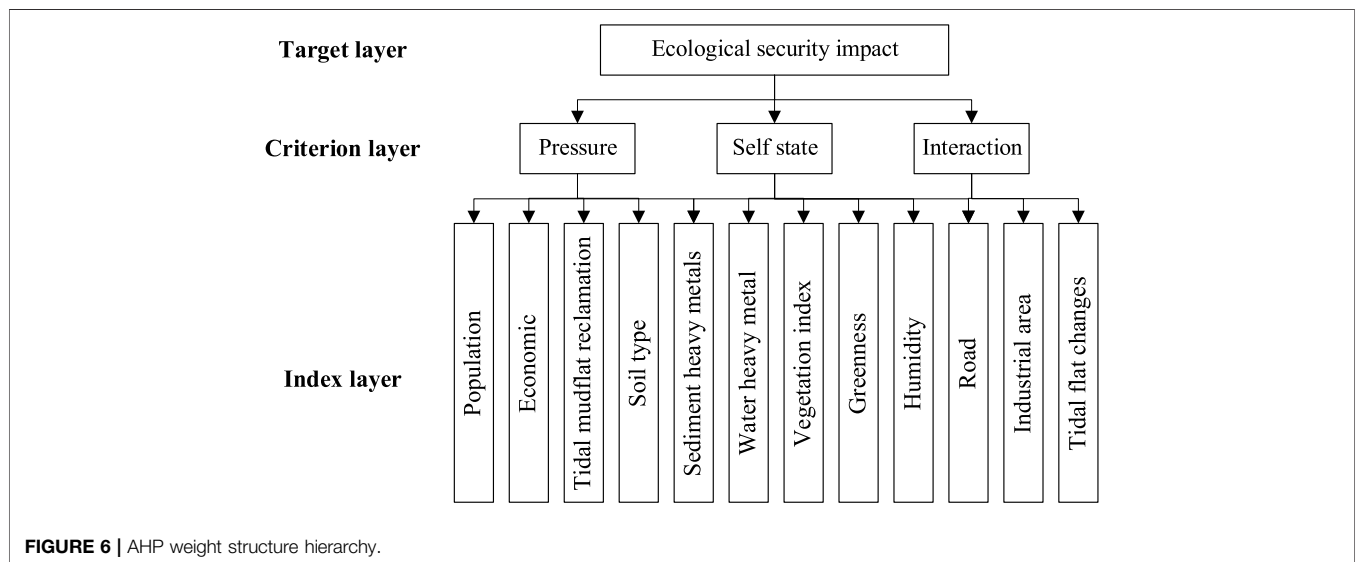 Target layer
Ecological security impact
Criterion layer
Pressure
Self state
Interaction
Index layer
Population
Economic
Tidal mudflat reclamation
Soil type
Sediment heavy metals
Water heavy metal
Vegetation index
Greenness
Humidity
Road
Industrial area
Tidal flat changes
FIGURE 6 | AHP weight structure hierarchy.